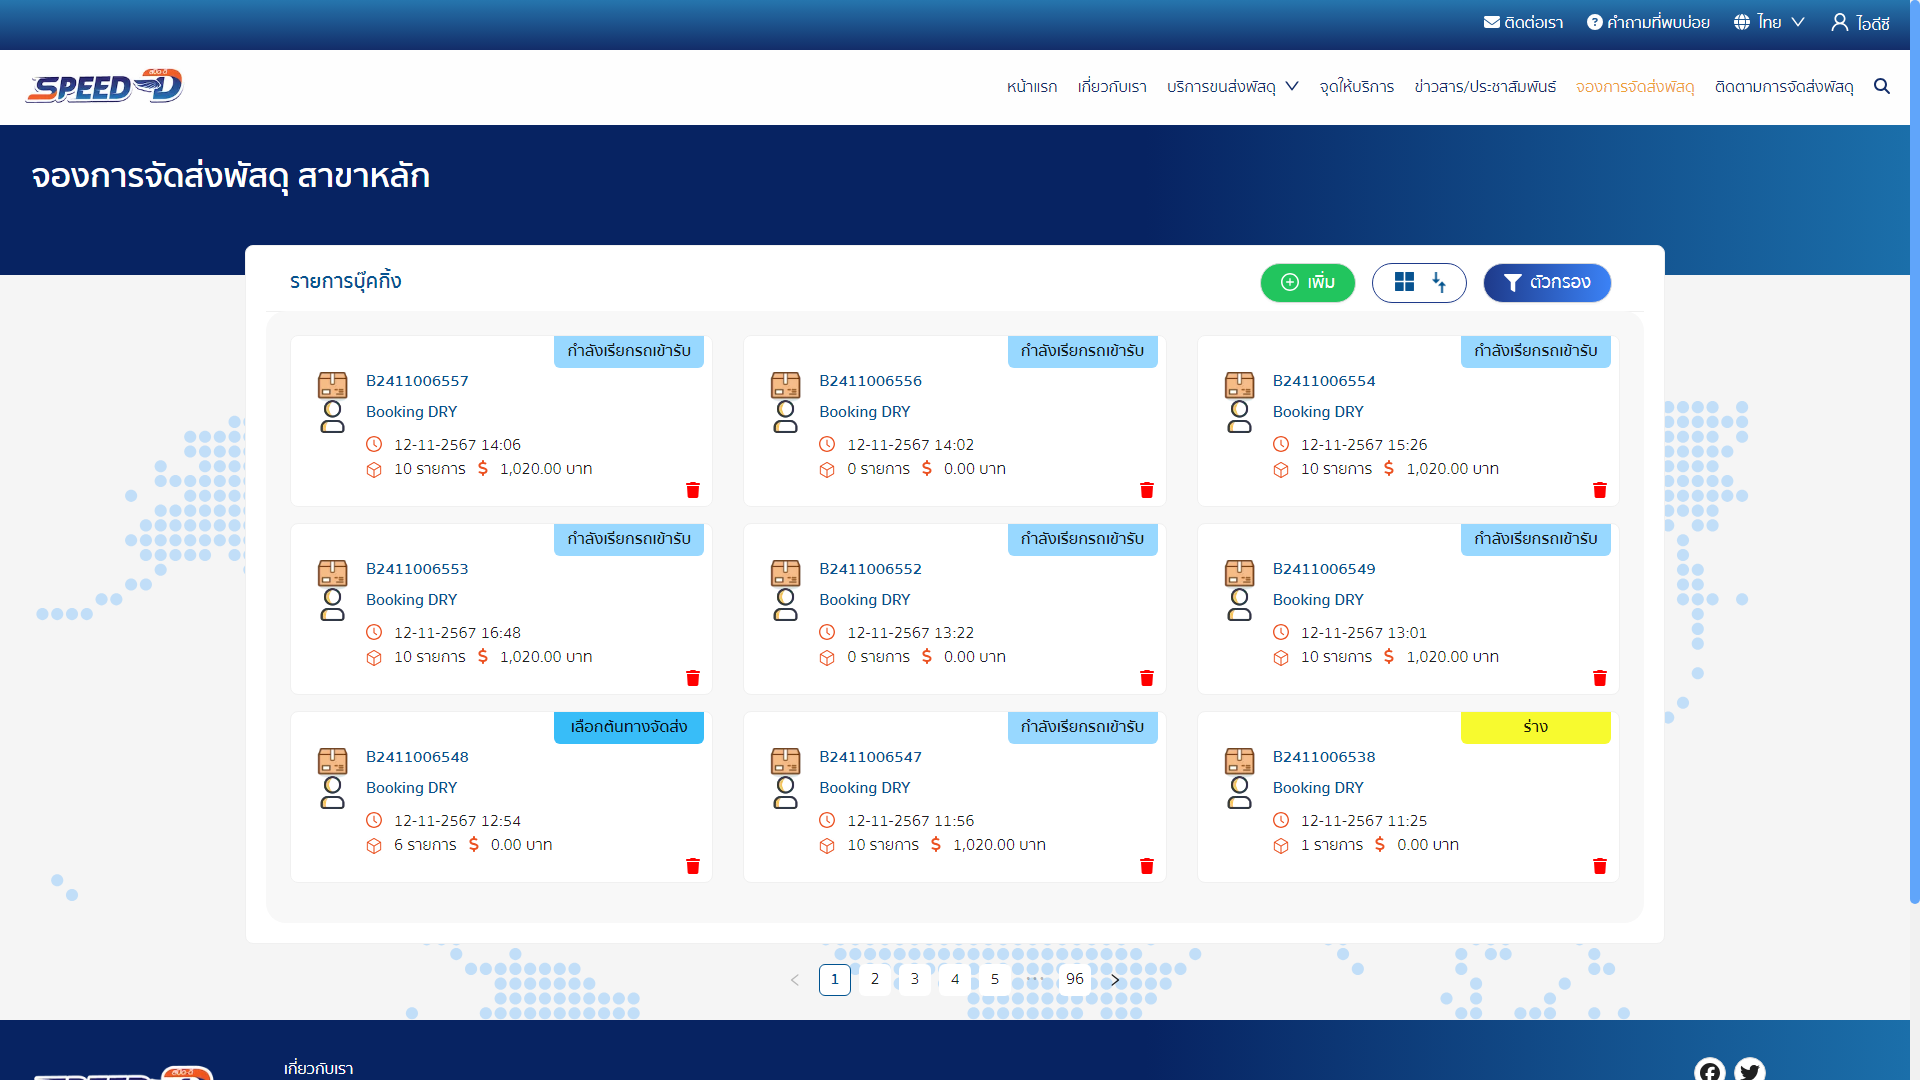 ติดต่อเรา คำถามที่พบบ่อย ไทย ไอดีซี
SPEED-D สปีด-ดี
หน้าแรก เกี่ยวกับเรา บริการขนส่งพัสดุ จุดให้บริการ ข่าวสาร/ประชาสัมพันธ์ จองการจัดส่งพัสดุ ติดตามการจัดส่งพัสดุ
จองการจัดส่งพัสดุ สาขาหลัก
รายการบุ๊คกิ้ง เพิ่ม ตัวกรอง
กำลังเรียกรถเข้ารับ
B2411006557
Booking DRY
12-11-2567 14:06
10 รายการ $ 1,020.00 บาท
กำลังเรียกรถเข้ารับ
B2411006556
Booking DRY
12-11-2567 14:02
0 รายการ $ 0.00 บาท
กำลังเรียกรถเข้ารับ
B2411006554
Booking DRY
12-11-2567 15:26
10 รายการ $ 1,020.00 บาท
กำลังเรียกรถเข้ารับ
B2411006553
Booking DRY
12-11-2567 16:48
10 รายการ $ 1,020.00 บาท
กำลังเรียกรถเข้ารับ
B2411006552
Booking DRY
12-11-2567 13:22
0 รายการ $ 0.00 บาท
กำลังเรียกรถเข้ารับ
B2411006549
Booking DRY
12-11-2567 13:01
10 รายการ $ 1,020.00 บาท
เลือกต้นทางจัดส่ง
B2411006548
Booking DRY
12-11-2567 12:54
6 รายการ $ 0.00 บาท
กำลังเรียกรถเข้ารับ
B2411006547
Booking DRY
12-11-2567 11:56
10 รายการ $ 1,020.00 บาท
ร่าง
B2411006538
Booking DRY
12-11-2567 11:25
1 รายการ $ 0.00 บาท
< 1 2 3 4 5 ••• 96 >
เกี่ยวกับเรา